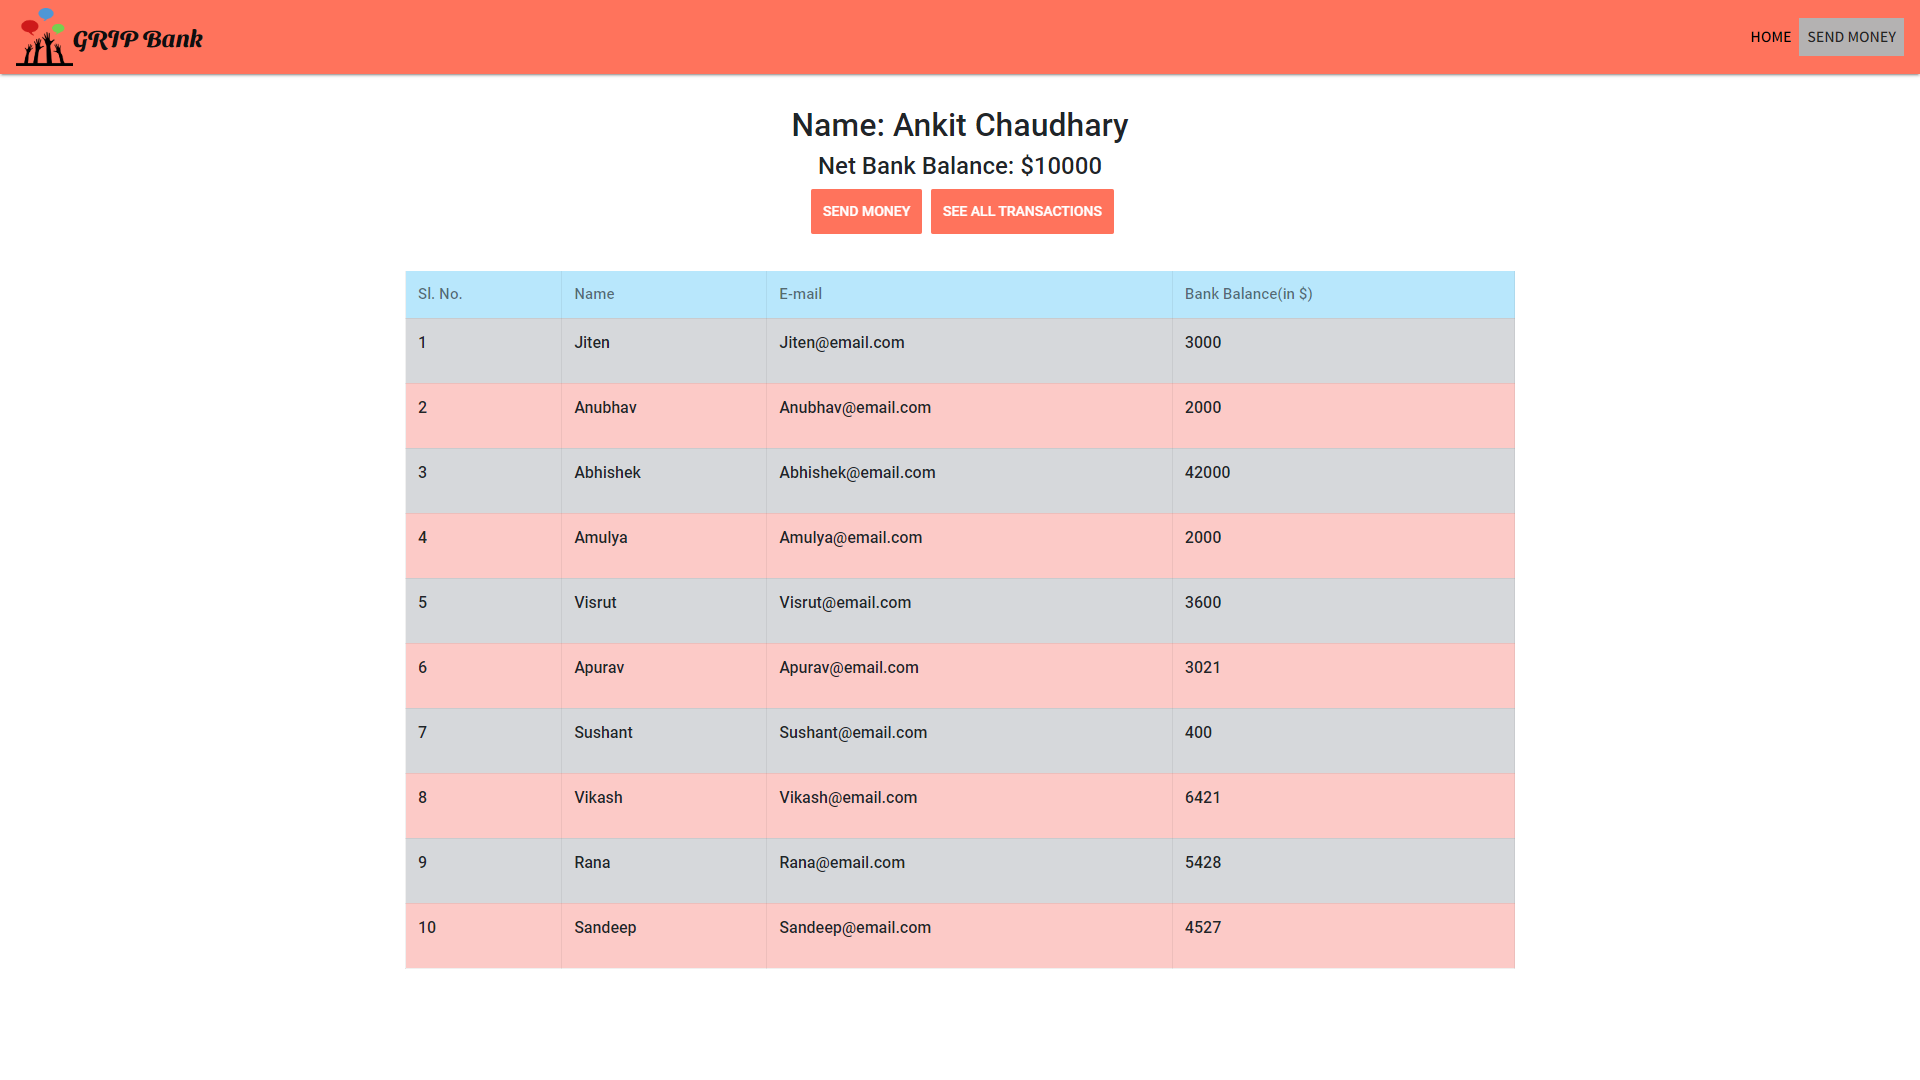 GRIP Bank
HOME SEND MONEY
Name: Ankit Chaudhary
Net Bank Balance: $10000
SEND MONEY SEE ALL TRANSACTIONS
Sl. No. Name E-mail Bank Balance(in $)
1 Jiten Jiten@email.com 3000
2 Anubhav Anubhav@email.com 2000
3 Abhishek Abhishek@email.com 42000
4 Amulya Amulya@email.com 2000
5 Visrut Visrut@email.com 3600
6 Apurav Apurav@email.com 3021
7 Sushant Sushant@email.com 400
8 Vikash Vikash@email.com 6421
9 Rana Rana@email.com 5428
10 Sandeep Sandeep@email.com 4527